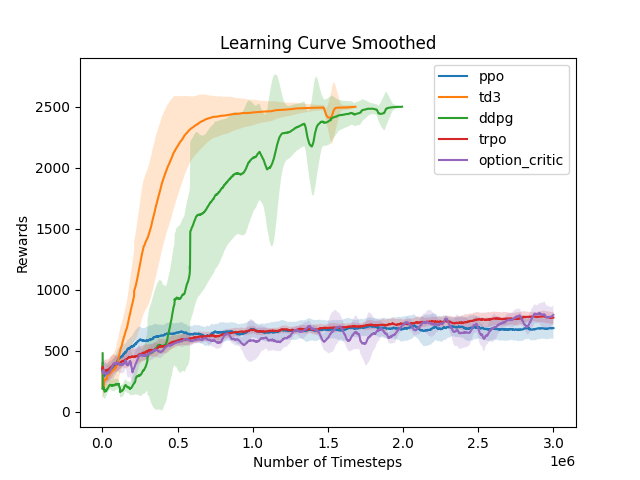 Learning Curve Smoothed
Rewards
2500
2000
1500
1000
500
0
ppo
td3
ddpg
trpo
option_critic
0.0 0.5 1.0 1.5 2.0 2.5 3.0
1e6
Number of Timesteps